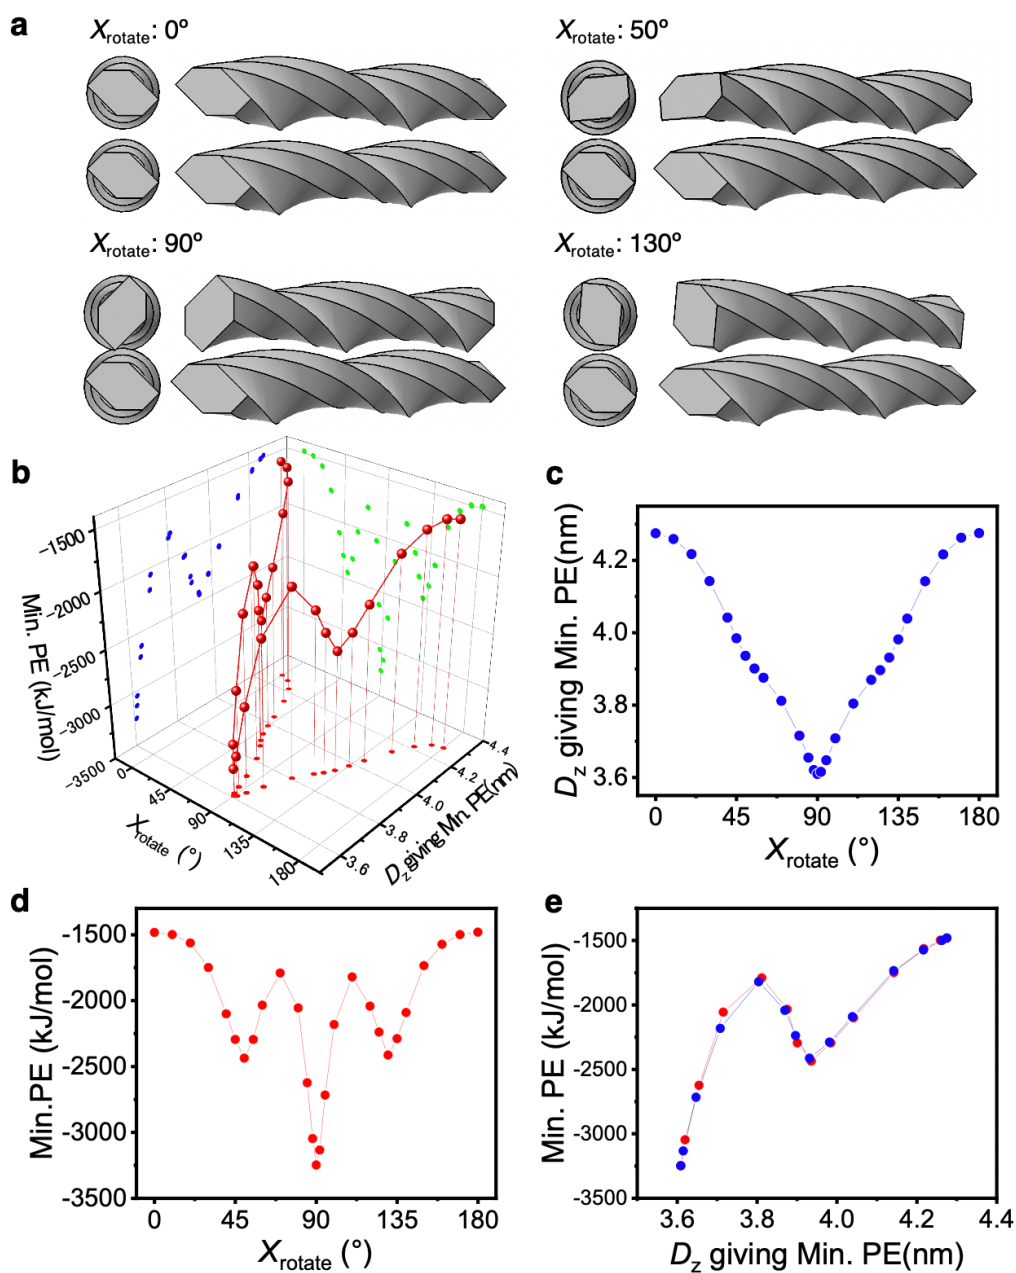 a
Xrotate: 0º
Xrotate: 50º
Xrotate: 90º
Xrotate: 130º
b
−1500
−2000
−2500
−3000
−3500
Min. PE (kJ/mol)
0
45
90
135
180
Xrotate (°)
3.6
3.8
4.0
4.2
4.4
Dz giving Min. PE(nm)
c
4.2
4.0
3.8
3.6
Dz giving Min. PE(nm)
0 45 90 135 180
Xrotate (°)
d
-1500
-2000
-2500
-3000
-3500
Min.PE (kJ/mol)
0 45 90 135 180
Xrotate (°)
e
-1500
-2000
-2500
-3000
-3500
Min. PE (kJ/mol)
3.6 3.8 4.0 4.2 4.4
Dz giving Min. PE(nm)